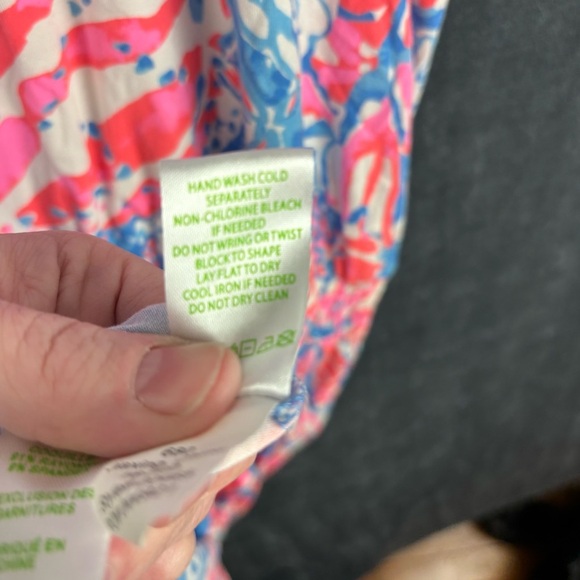 HAND WASH COLD
SEPARATELY
NON-CHLORINE BLEACH
IF NEEDED
DO NOT WRING OR TWIST
BLOCK TO SHAPE
LAY FLAT TO DRY
COOL IRON IF NEEDED
DO NOT DRY CLEAN
EXCLUSION DES
GARNITURES